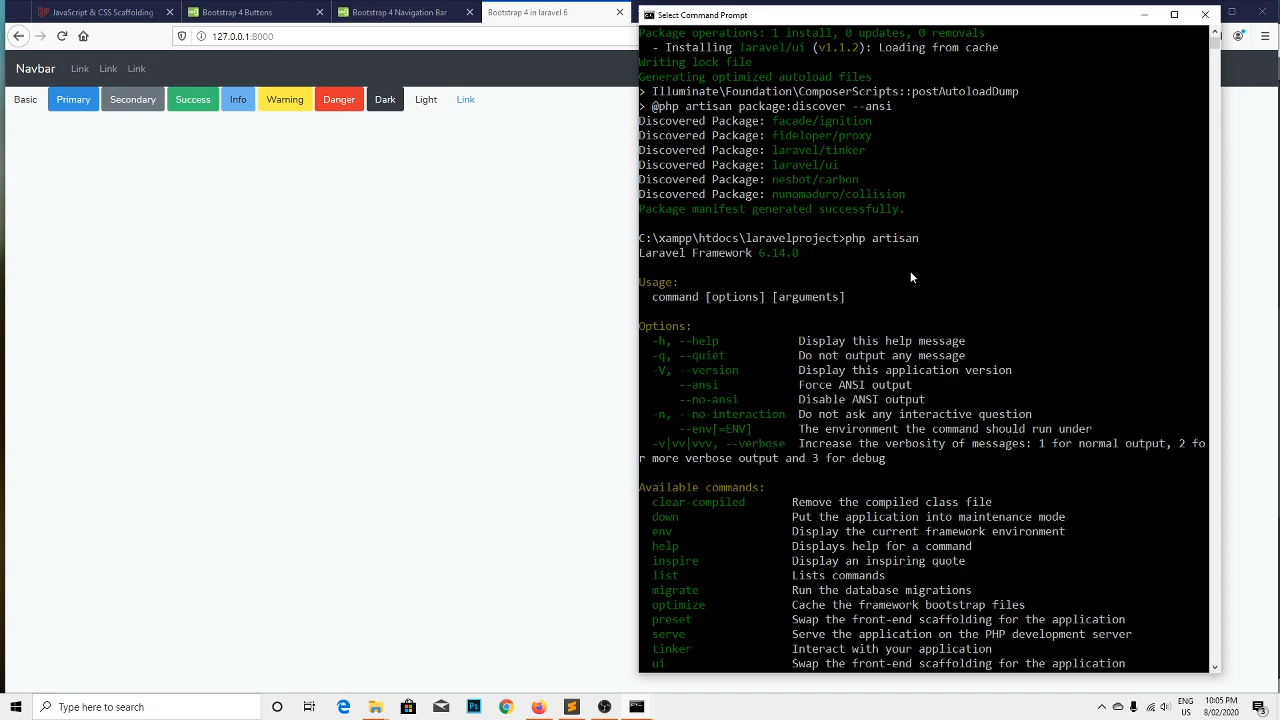 JavaScript & CSS Scaffolding
Bootstrap 4 Buttons
Bootstrap 4 Navigation Bar
Bootstrap 4 in laravel 6
127.0.0.1:8000
Navbar Link Link Link
Basic Primary Secondary Success Info Warning Danger Dark Light Link
Select Command Prompt
Package operations: 1 install, 0 updates, 0 removals
- Installing laravel/ui (v1.1.2): Loading from cache
Writing lock file
Generating optimized autoload files
> Illuminate\Foundation\ComposerScripts::postAutoloadDump
> @php artisan package:discover --ansi
Discovered Package: facade/ignition
Discovered Package: fideloper/proxy
Discovered Package: laravel/tinker
Discovered Package: laravel/ui
Discovered Package: nesbot/carbon
Discovered Package: nunomaduro/collision
Package manifest generated successfully.
C:\xampp\htdocs\laravelproject>php artisan
Laravel Framework 6.14.0
Usage:
command [options] [arguments]
Options:
-h, --help Display this help message
-q, --quiet Do not output any message
-V, --version Display this application version
--ansi Force ANSI output
--no-ansi Disable ANSI output
-n, --no-interaction Do not ask any interactive question
--env[=ENV] The environment the command should run under
-v|vv|vvv, --verbose Increase the verbosity of messages: 1 for normal output, 2 fo
r more verbose output and 3 for debug
Available commands:
clear-compiled Remove the compiled class file
down Put the application into maintenance mode
env Display the current framework environment
help Displays help for a command
inspire Display an inspiring quote
list Lists commands
migrate Run the database migrations
optimize Cache the framework bootstrap files
preset Swap the front-end scaffolding for the application
serve Serve the application on the PHP development server
tinker Interact with your application
ui Swap the front-end scaffolding for the application
Type here to search
ENG
US
10:05 PM
8/02/2020